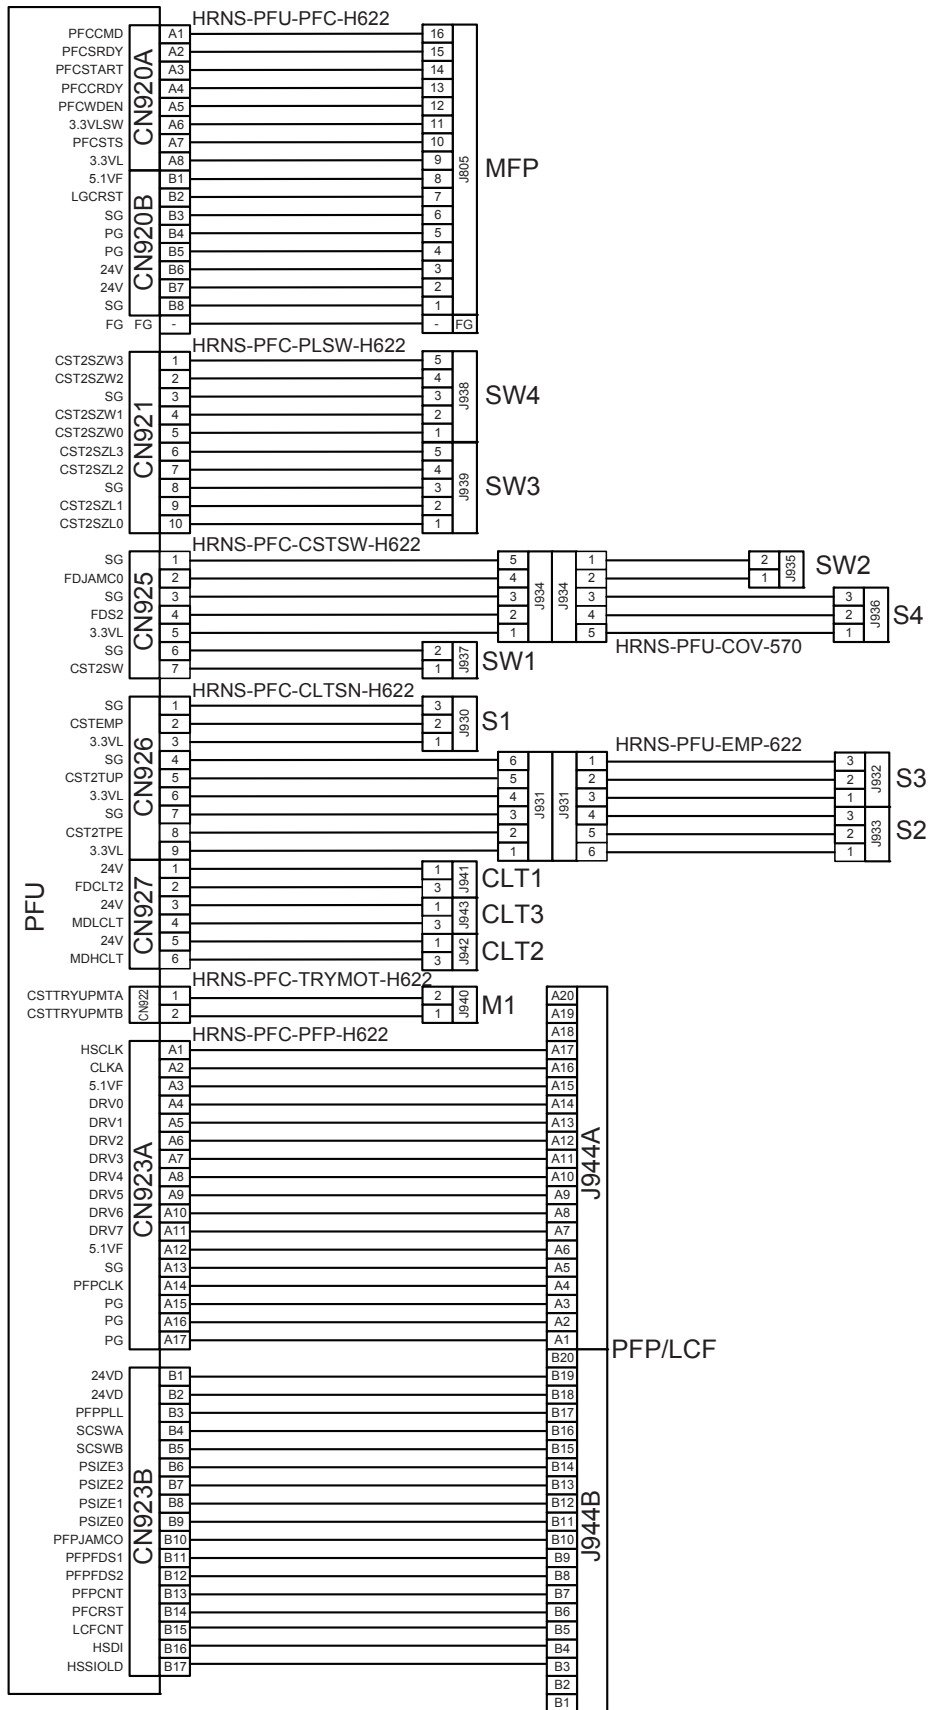 HRNS-PFU-PFC-H622
PFCCMD A1 16
PFCSRDY A2 15
PFCSTART A3 14
PFCCRDY A4 13
PFCWDEN A5 12
3.3VLSW A6 11
PFCSTS A7 10
3.3VL A8 9
CN920A
5.1VF B1 8
LGCRST B2 7
SG B3 6
PG B4 5
PG B5 4
24V B6 3
24V B7 2
SG B8 1
CN920B
J805
MFP
FG FG - - FG
HRNS-PFC-PLSW-H622
CST2SZW3 1 5
CST2SZW2 2 4
SG 3 3
CST2SZW1 4 2
CST2SZW0 5 1
J938
SW4
CST2SZL3 6 5
CST2SZL2 7 4
SG 8 3
CST2SZL1 9 2
CST2SZL0 10 1
CN921
J939
SW3
HRNS-PFC-CSTSW-H622
SG 1 5 1 2
FDJAMC0 2 4 2 1
J935
SW2
SG 3 3 3 3
FDS2 4 2 4 2
3.3VL 5 1 5 1
J934
J934
J936
S4
HRNS-PFU-COV-570
SG 6 2
CST2SW 7 1
CN925
J937
SW1
HRNS-PFC-CLTSN-H622
SG 1 3
CSTEMP 2 2
3.3VL 3 1
J930
S1
HRNS-PFU-EMP-622
SG 4 6 1 3
CST2TUP 5 5 2 2
3.3VL 6 4 3 1
J932
S3
SG 7 3 4 3
CST2TPE 8 2 5 2
3.3VL 9 1 6 1
CN926
J931
J931
J933
S2
24V 1 1
FDCLT2 2 3
J941
CLT1
24V 3 1
MDLCLT 4 3
J943
CLT3
24V 5 1
MDHCLT 6 3
J942
CLT2
CN927
PFU
HRNS-PFC-TRYMOT-H622
CSTTRYUPMTA 1 2
CSTTRYUPMTB 2 1
CN922
J940
M1
A20
A19
A18
HRNS-PFC-PFP-H622
HSCLK A1 A17
CLKA A2 A16
5.1VF A3 A15
DRV0 A4 A14
DRV1 A5 A13
DRV2 A6 A12
DRV3 A7 A11
DRV4 A8 A10
DRV5 A9 A9
DRV6 A10 A8
DRV7 A11 A7
5.1VF A12 A6
SG A13 A5
PFPCLK A14 A4
PG A15 A3
PG A16 A2
PG A17 A1
CN923A
J944A
PFP/LCF
B20
24VD B1 B19
24VD B2 B18
PFPPLL B3 B17
SCSWA B4 B16
SCSWB B5 B15
PSIZE3 B6 B14
PSIZE2 B7 B13
PSIZE1 B8 B12
PSIZE0 B9 B11
PFPJAMCO B10 B10
PFPFDS1 B11 B9
PFPFDS2 B12 B8
PFPCNT B13 B7
PFCRST B14 B6
LCFCNT B15 B5
HSDI B16 B4
HSSIOLD B17 B3
B2
B1
CN923B
J944B